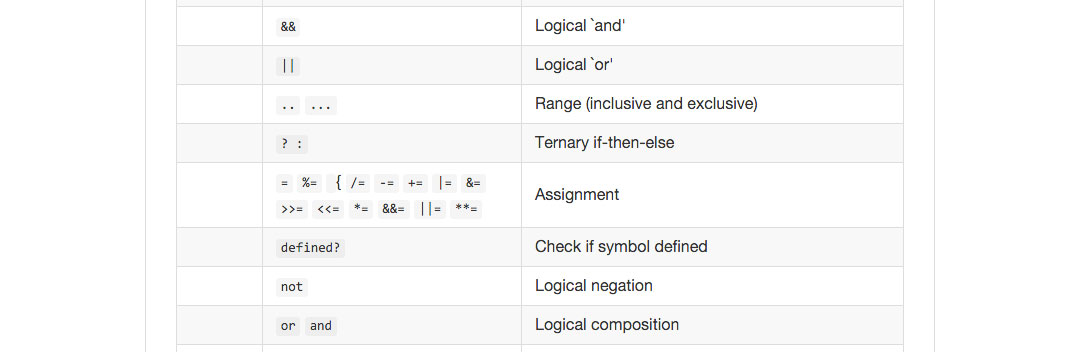 && Logical `and'
|| Logical `or'
.. ... Range (inclusive and exclusive)
? : Ternary if-then-else
= %= { /= -= += |= &=
>>= <<= *= &&= ||= **= Assignment
defined? Check if symbol defined
not Logical negation
or and Logical composition